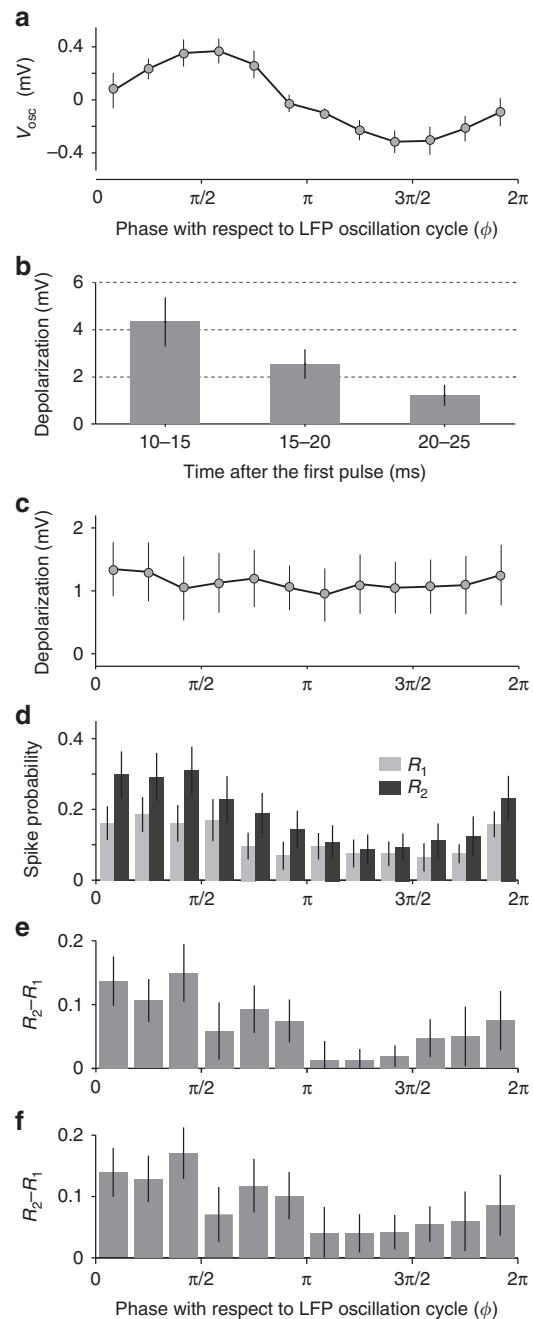 a
0.4
0
−0.4
V_osc (mV)
0 π/2 π 3π/2 2π
Phase with respect to LFP oscillation cycle (ϕ)
b
6
4
2
0
Depolarization (mV)
10–15 15–20 20–25
Time after the first pulse (ms)
c
2
1
0
Depolarization (mV)
0 π/2 π 3π/2 2π
d
0.4
0.2
0
Spike probability
R1
R2
0 π/2 π 3π/2 2π
e
0.2
0.1
0
R2–R1
0 π/2 π 3π/2 2π
f
0.2
0.1
0
R2–R1
0 π/2 π 3π/2 2π
Phase with respect to LFP oscillation cycle (ϕ)